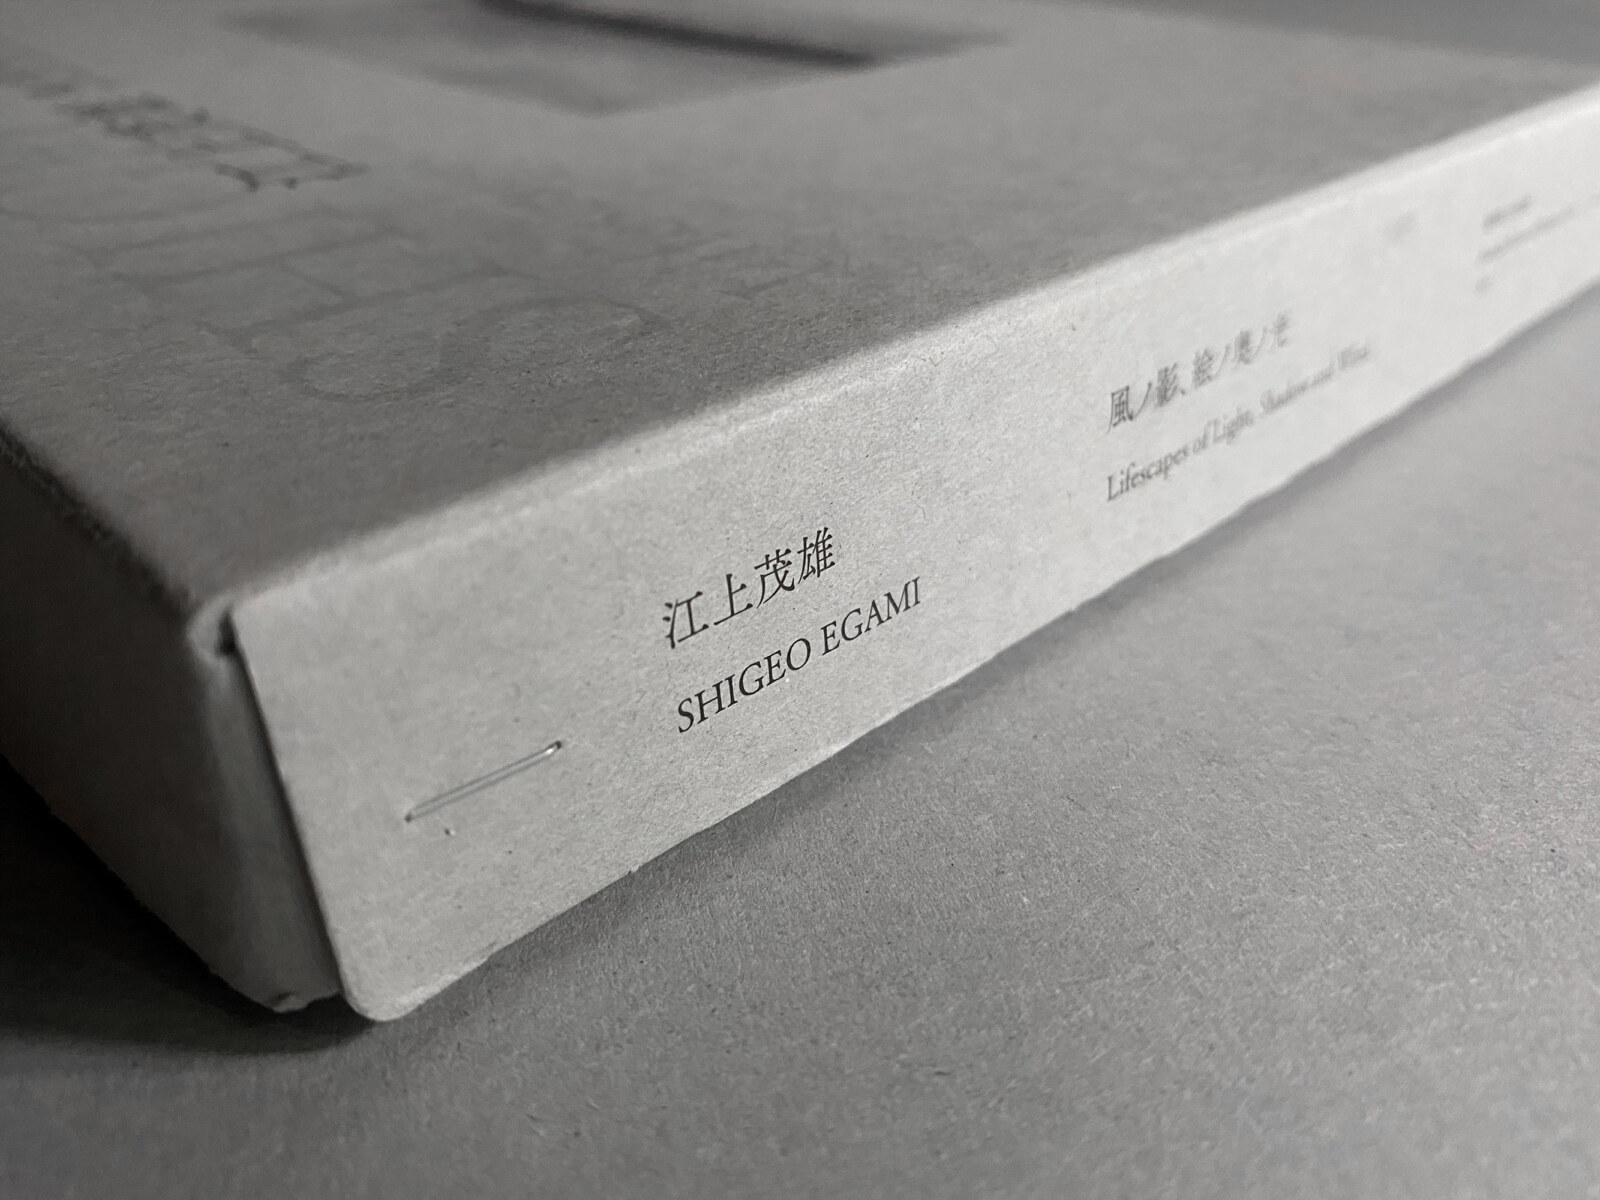 江上茂雄
SHIGEO EGAMI
風ノ影、絵ノ奥ノ光
Lifescapes of Light, Shadow and Wind